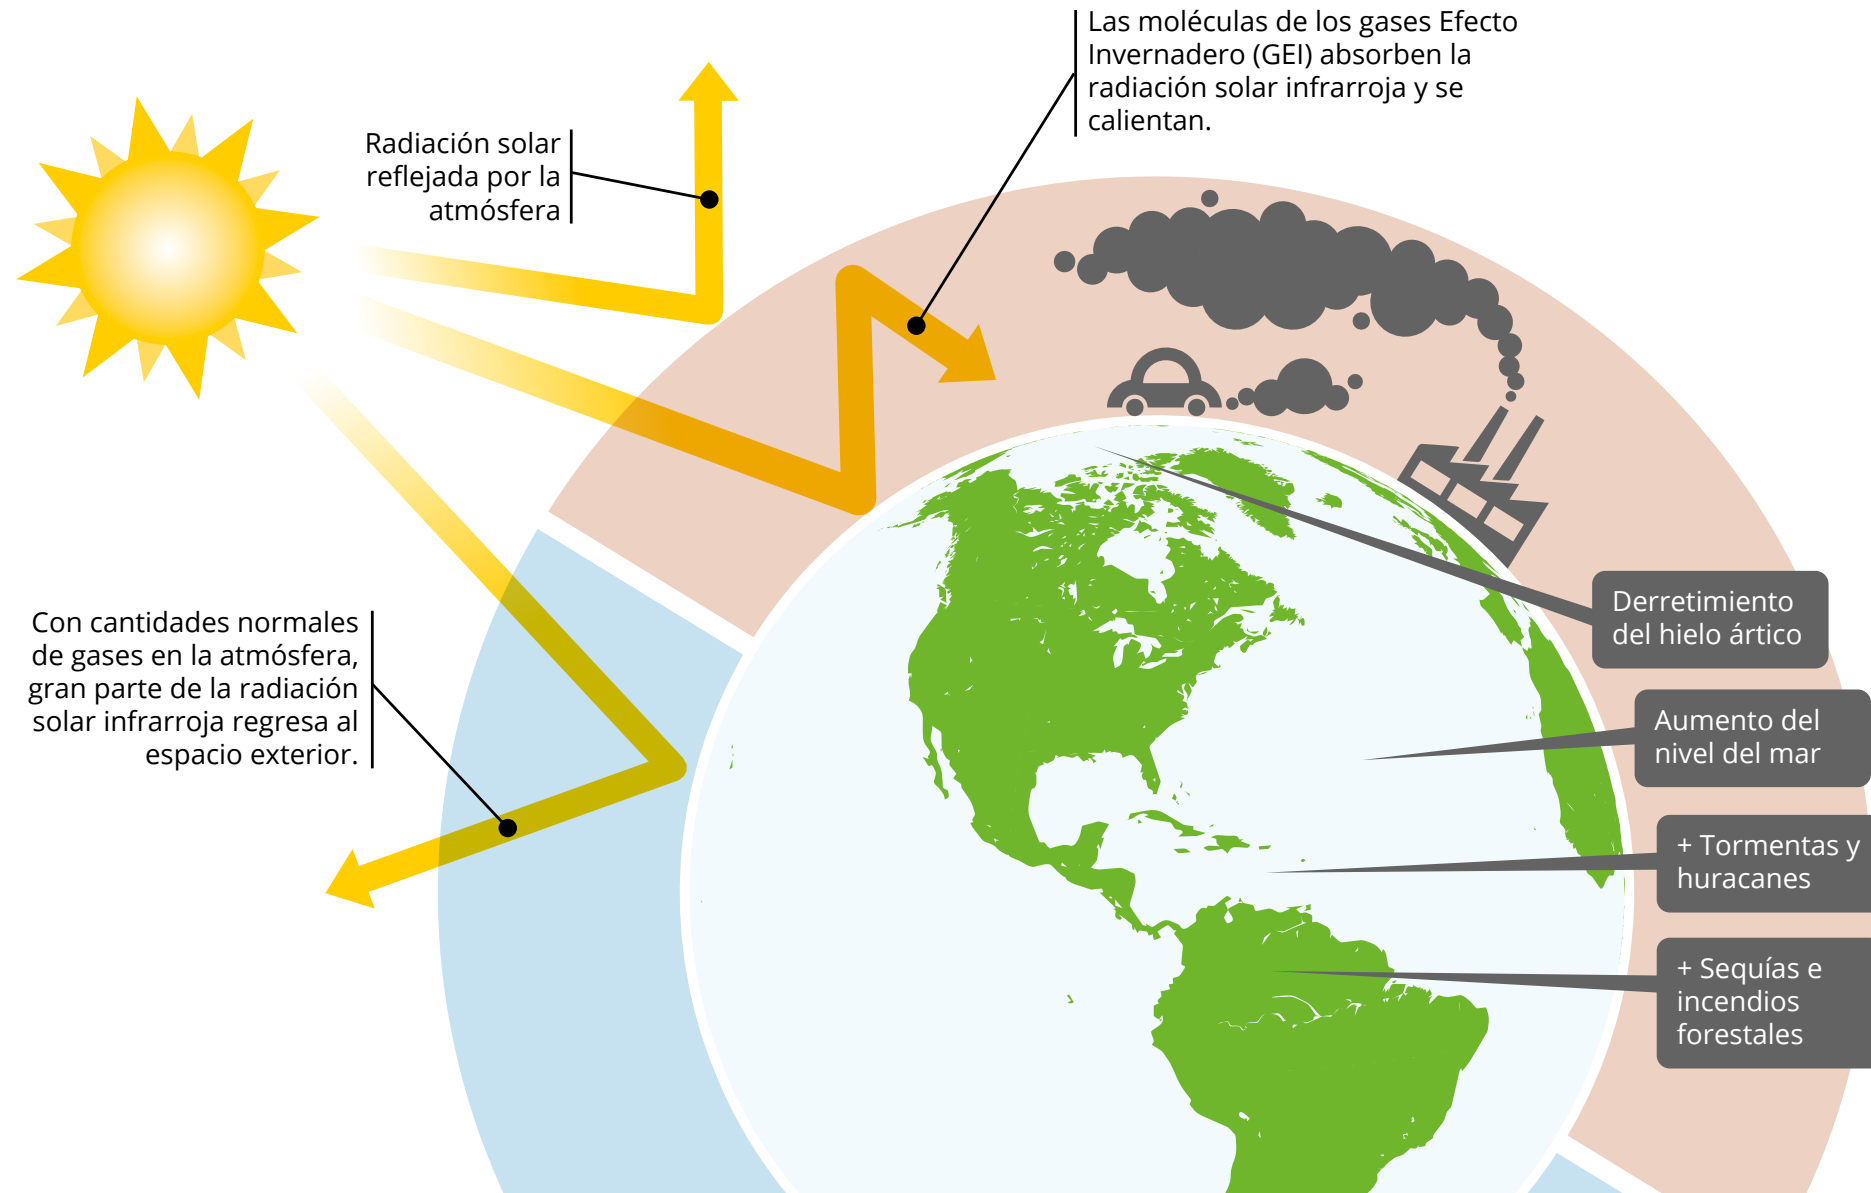 Las moléculas de los gases Efecto
Invernadero (GEI) absorben la
radiación solar infrarroja y se
calientan.
Radiación solar
reflejada por la
atmósfera
Con cantidades normales
de gases en la atmósfera,
gran parte de la radiación
solar infrarroja regresa al
espacio exterior.
Derretimiento
del hielo ártico
Aumento del
nivel del mar
+ Tormentas y
huracanes
+ Sequías e
incendios
forestales